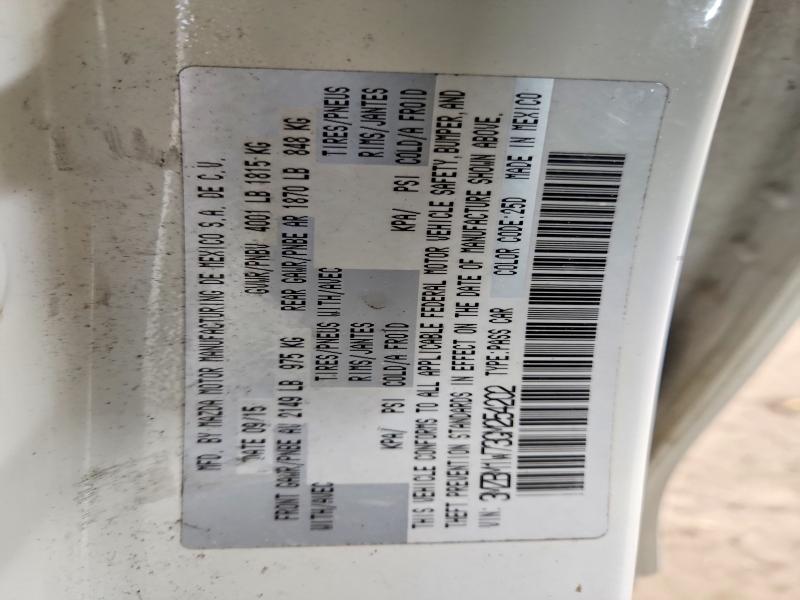 MFD. BY MAZDA MOTOR MANUFACTURING DE MEXICO S.A. DE C.V.
DATE 09/15 GVWR/PNBV 4001 LB 1815 KG
FRONT GAWR/PNBE AV 2149 LB 975 KG REAR GAWR/PNBE AR 1870 LB 848 KG
WITH/AVEC TIRES/PNEUS WITH/AVEC TIRES/PNEUS
RIMS/JANTES RIMS/JANTES
KPA/ PSI COLD/A FROID KPA/ PSI COLD/A FROID
THIS VEHICLE CONFORMS TO ALL APPLICABLE FEDERAL MOTOR VEHICLE SAFETY, BUMPER, AND
THEFT PREVENTION STANDARDS IN EFFECT ON THE DATE OF MANUFACTURE SHOWN ABOVE.
VIN: 3MZBM1W73GM254202 TYPE:PASS CAR COLOR CODE:25D MADE IN MEXICO